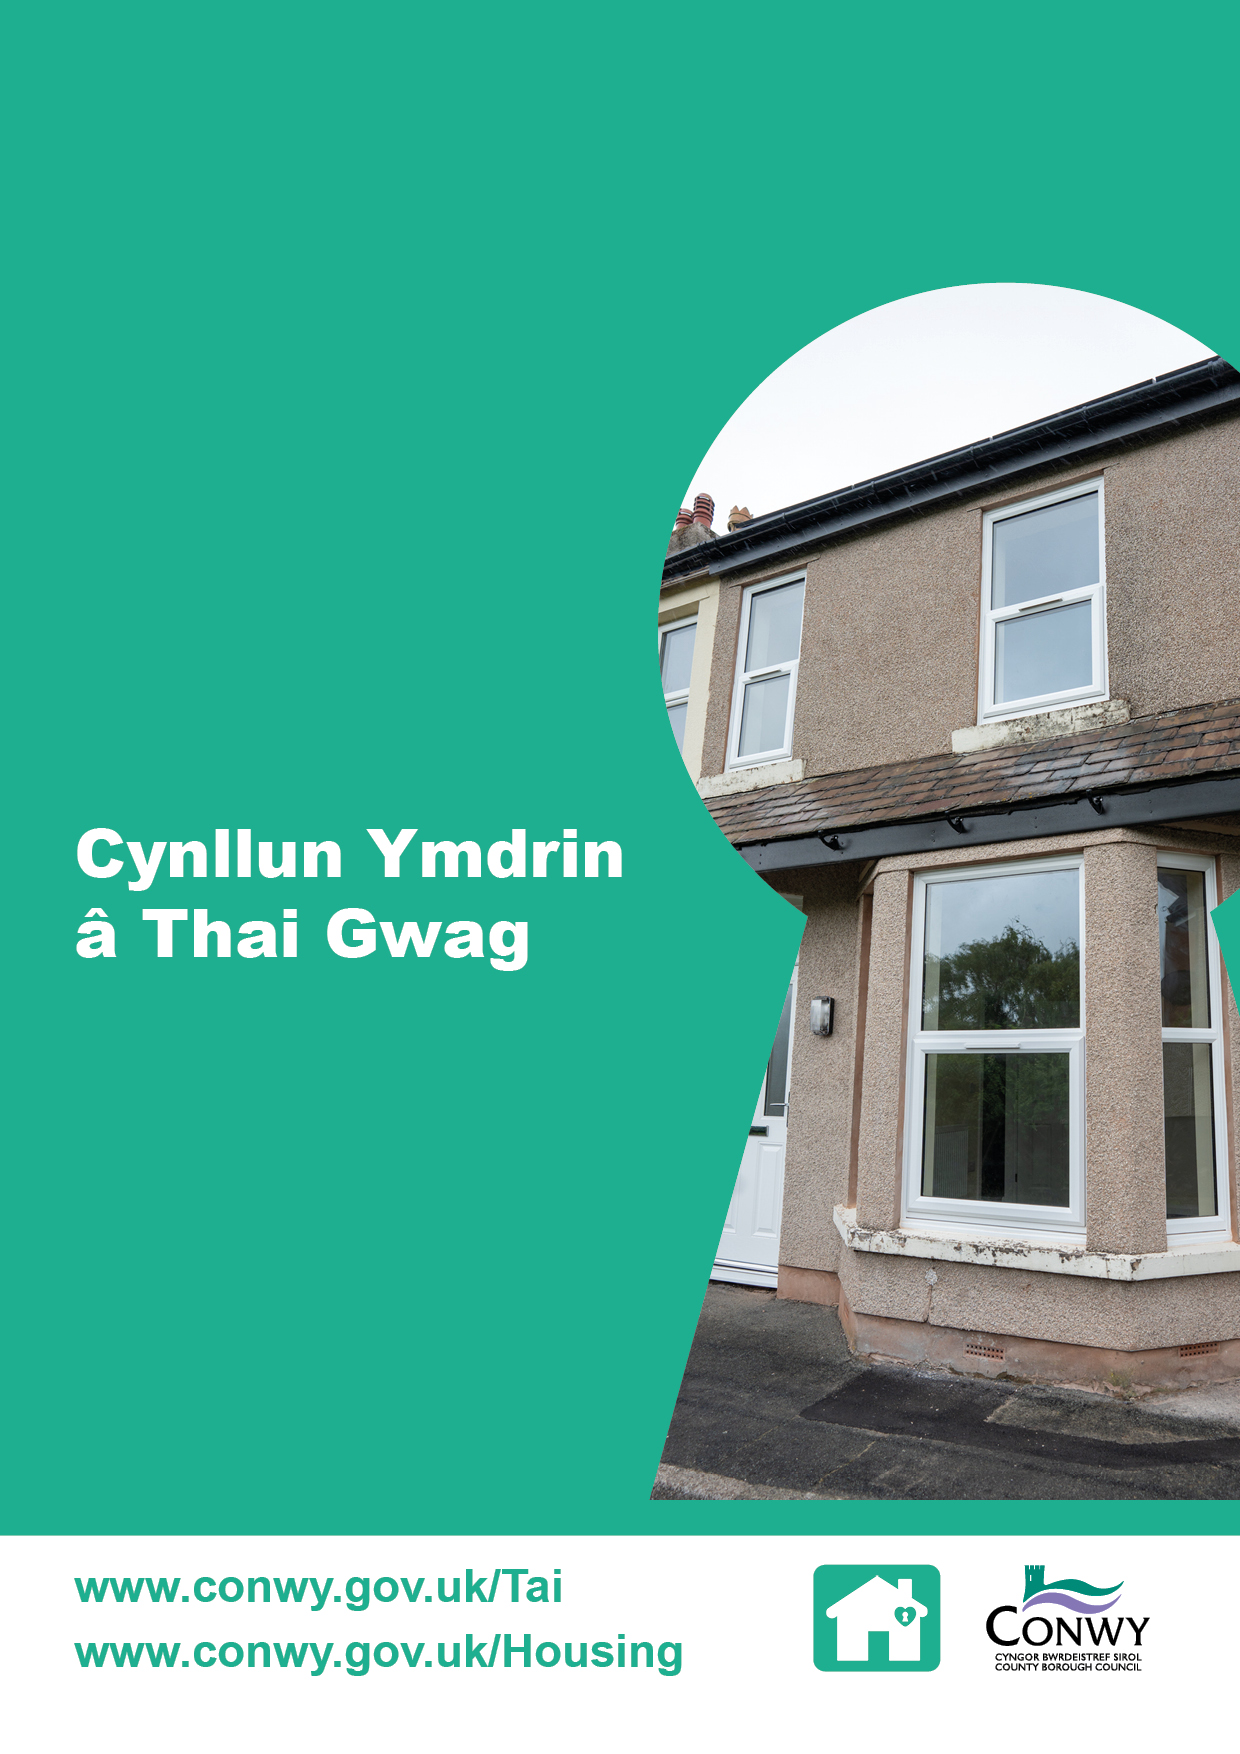 Cynllun Ymdrin
â Thai Gwag
www.conwy.gov.uk/Tai
www.conwy.gov.uk/Housing
CONWY
CYNGOR BWRDEISTREF SIROL
COUNTY BOROUGH COUNCIL